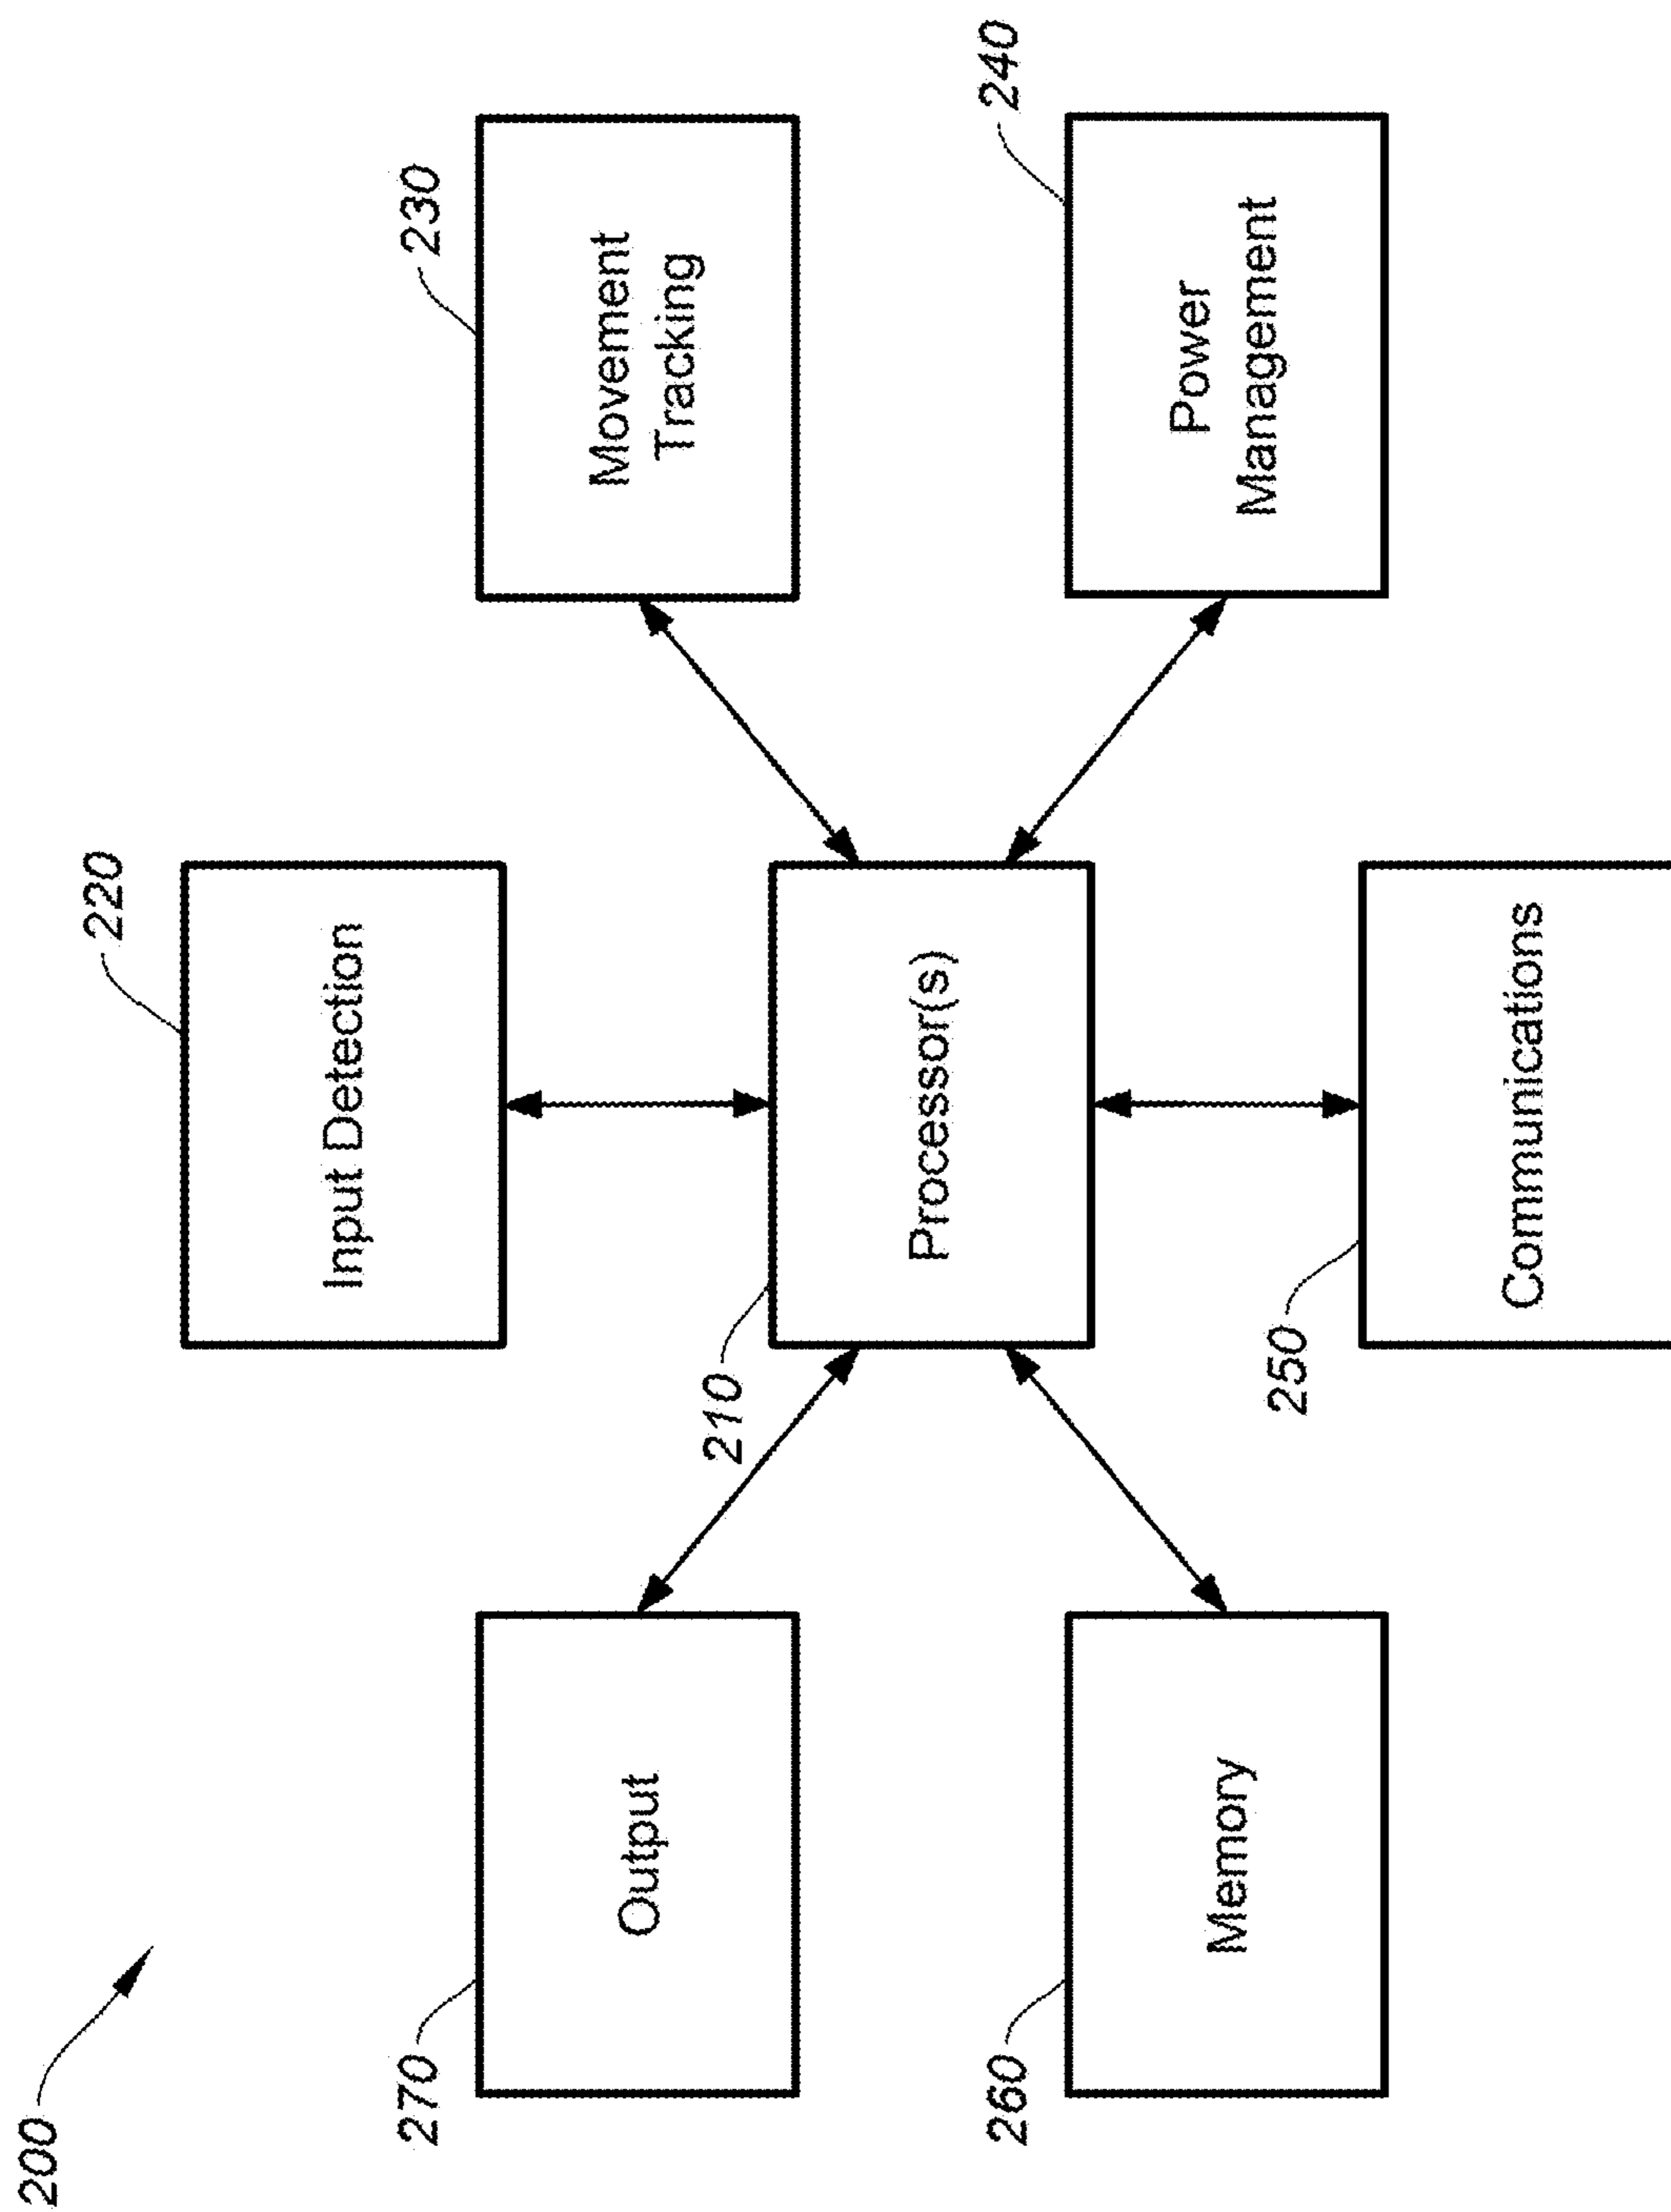 200
220
Input Detection
270
Output
230
Movement
Tracking
210
Processor(s)
260
Memory
240
Power
Management
250
Communications